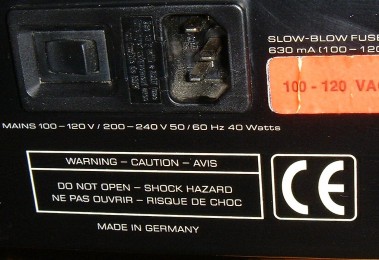 SLOW-BLOW FUSE
630 mA (100-120
100-120 VA
MAINS 100-120 V / 200-240 V 50 / 60 Hz 40 Watts
WARNING - CAUTION - AVIS
DO NOT OPEN - SHOCK HAZARD
NE PAS OUVRIR - RISQUE DE CHOC
CE
MADE IN GERMANY